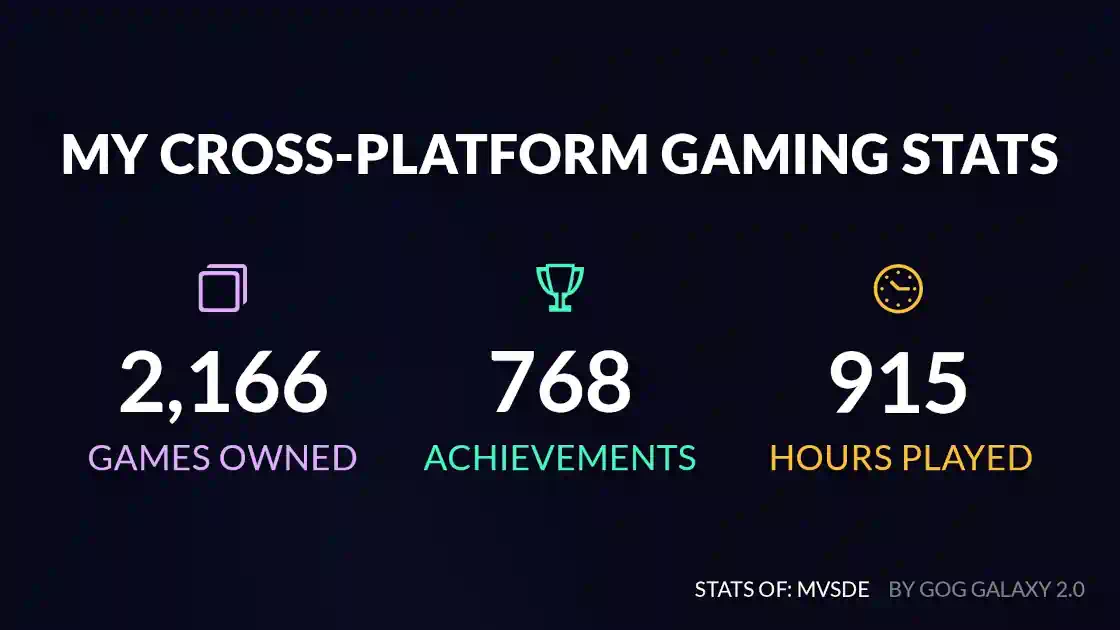 MY CROSS-PLATFORM GAMING STATS
2,166
GAMES OWNED
768
ACHIEVEMENTS
915
HOURS PLAYED
STATS OF: MVSDE BY GOG GALAXY 2.0